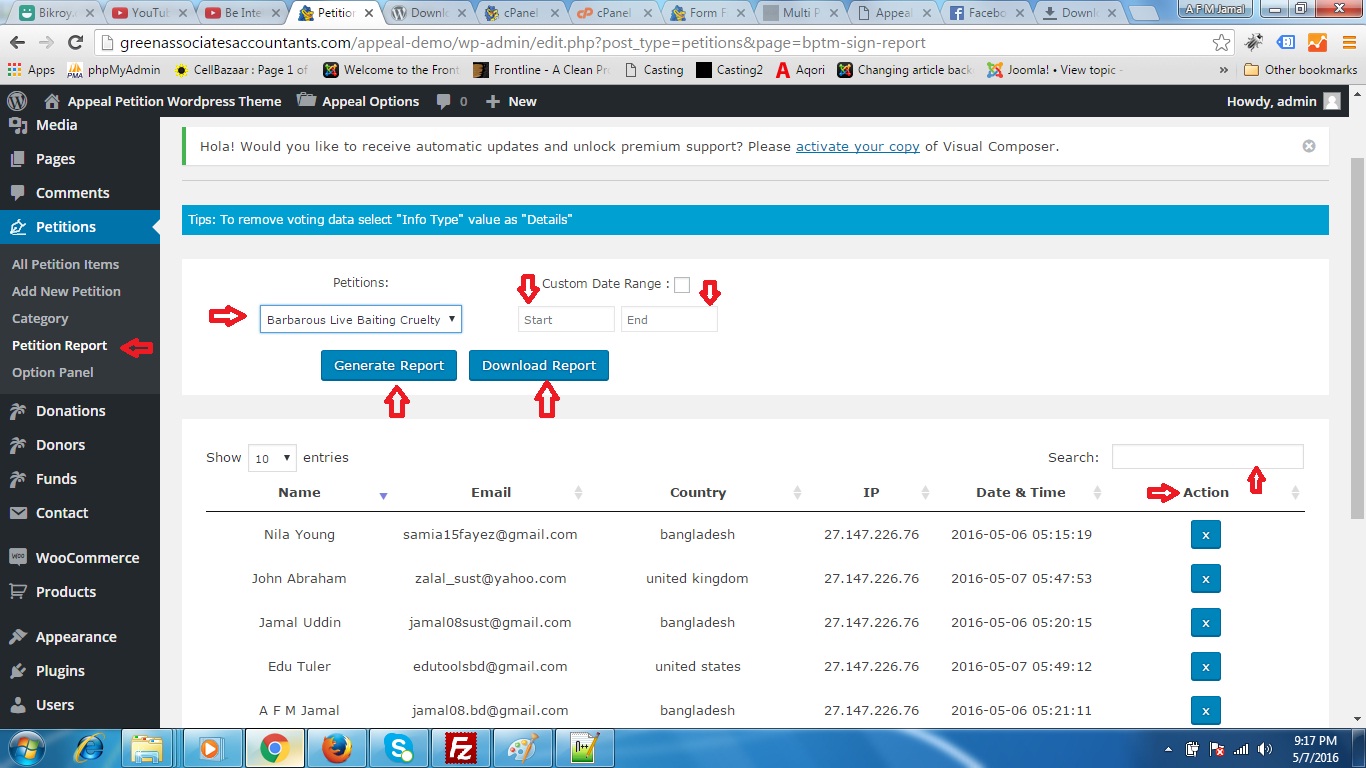 Bikroy.
YouTub
Be Inte
Petition
Downlo
cPanel
cPanel
Form F
Multi P
Appeal
Facebo
Downlo
A F M Jamal
greenassociatesaccountants.com/appeal-demo/wp-admin/edit.php?post_type=petitions&page=bptm-sign-report
Apps
phpMyAdmin
CellBazaar : Page 1 of
Welcome to the Front
Frontline - A Clean Pr
Casting
Casting2
Aqori
Changing article back
Joomla! • View topic -
»
Other bookmarks
Appeal Petition Wordpress Theme
Appeal Options
0
New
Howdy, admin
Media
Pages
Comments
Petitions
All Petition Items
Add New Petition
Category
Petition Report
Option Panel
Donations
Donors
Funds
Contact
WooCommerce
Products
Appearance
Plugins
Users
Hola! Would you like to receive automatic updates and unlock premium support? Please activate your copy of Visual Composer.
Tips: To remove voting data select "Info Type" value as "Details"
Petitions:
Custom Date Range :
Barbarous Live Baiting Cruelty
Start
End
Generate Report
Download Report
Show 10 entries
Search:
Name Email Country IP Date & Time Action
Nila Young samia15fayez@gmail.com bangladesh 27.147.226.76 2016-05-06 05:15:19 x
John Abraham zalal_sust@yahoo.com united kingdom 27.147.226.76 2016-05-07 05:47:53 x
Jamal Uddin jamal08sust@gmail.com bangladesh 27.147.226.76 2016-05-06 05:20:15 x
Edu Tuler edutoolsbd@gmail.com united states 27.147.226.76 2016-05-07 05:49:12 x
A F M Jamal jamal08.bd@gmail.com bangladesh 27.147.226.76 2016-05-06 05:21:11 x
9:17 PM
5/7/2016